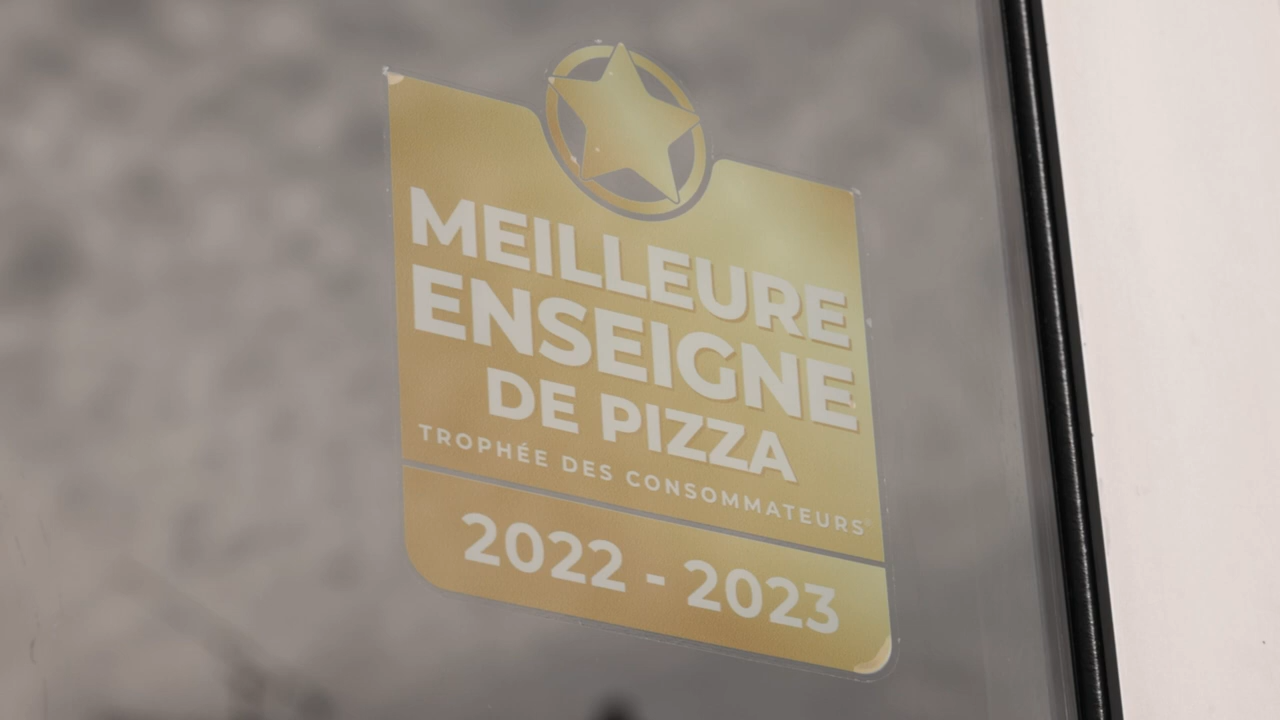 MEILLEURE
ENSEIGNE
DE PIZZA
TROPHÉE DES CONSOMMATEURS
2022 - 2023